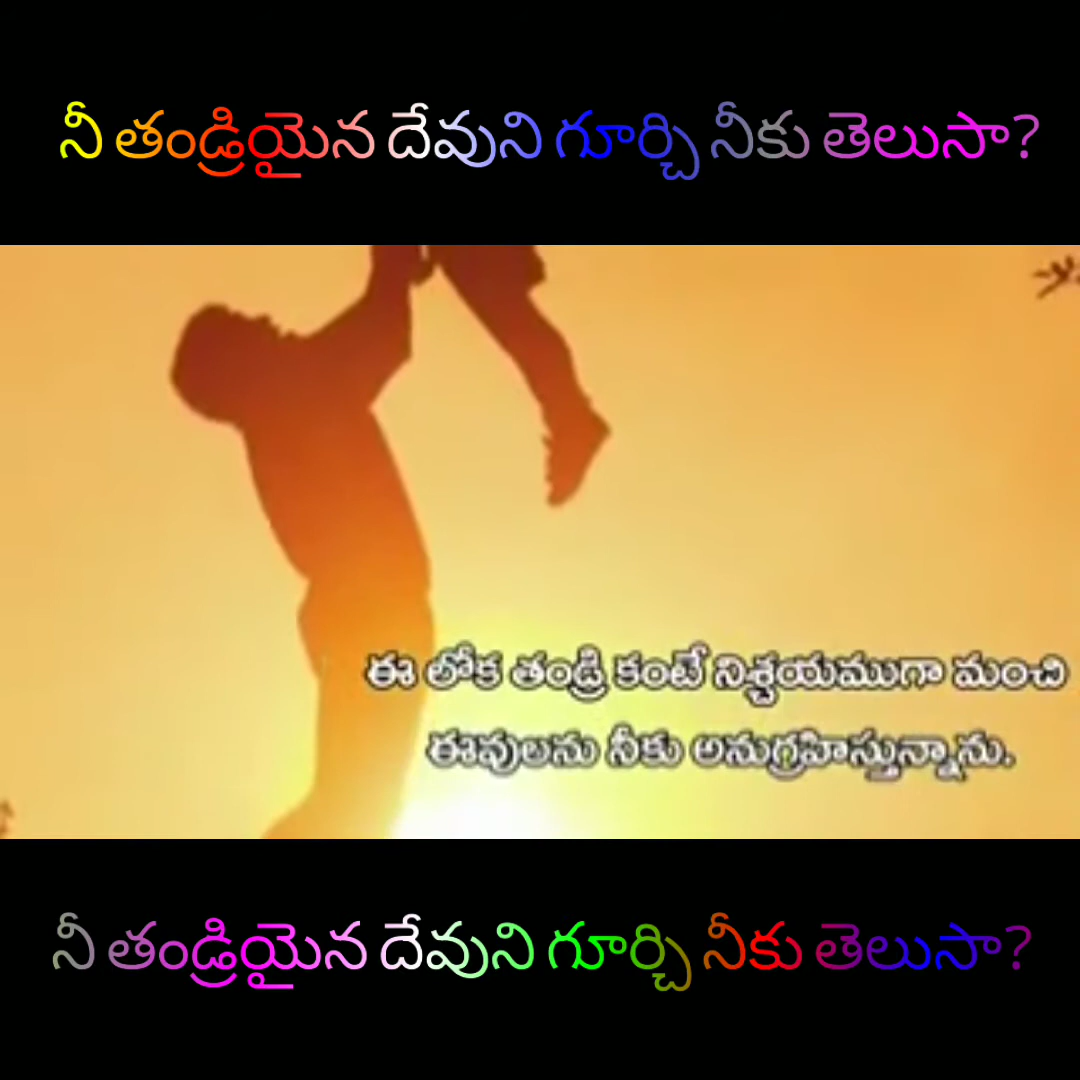 నీ తండ్రియైన దేవుని గూర్చి నీకు తెలుసా?
ఈ లోక తండ్రి కంటే నిశ్చయముగా మంచి
ఈవులను నీకు అనుగ్రహిస్తున్నాను.
నీ తండ్రియైన దేవుని గూర్చి నీకు తెలుసా?